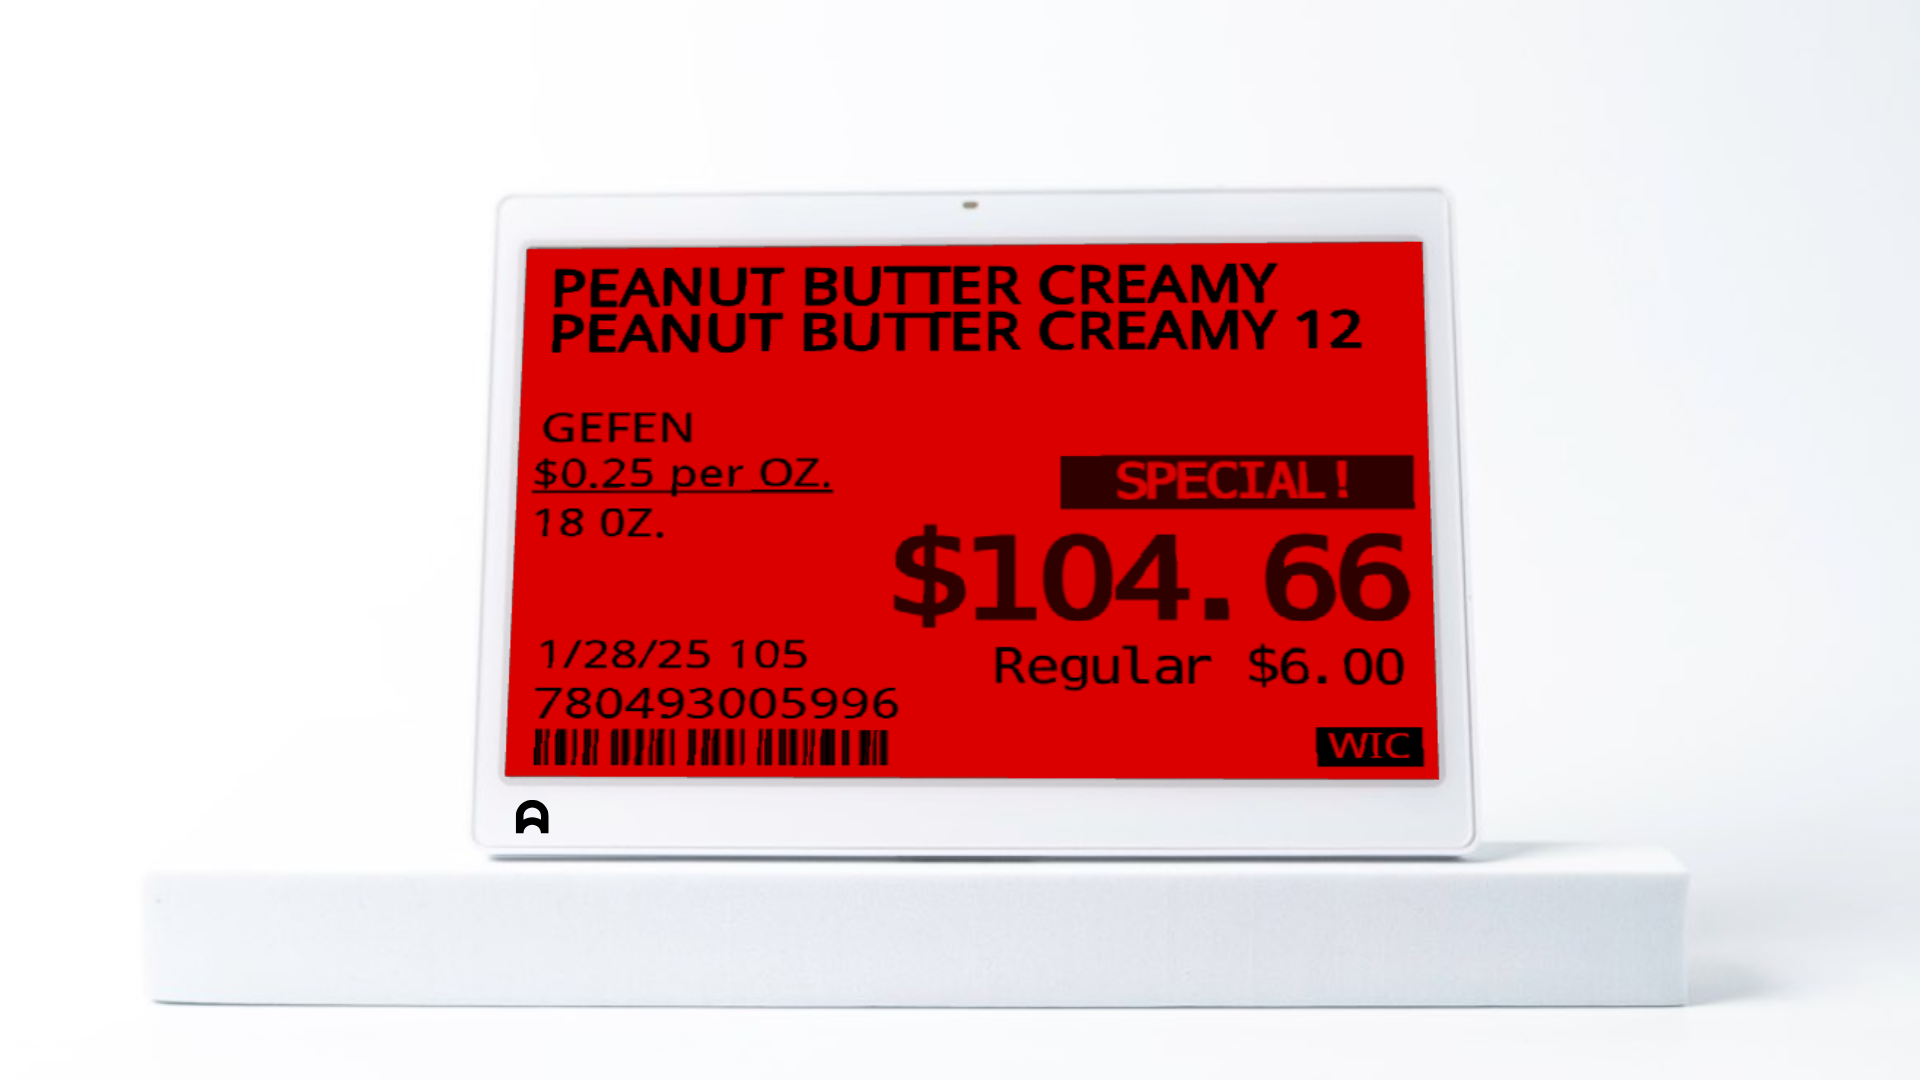 PEANUT BUTTER CREAMY
PEANUT BUTTER CREAMY 12
GEFEN
$0.25 per OZ.
18 0Z.
SPECIAL!
$104.66
Regular $6.00
1/28/25 105
780493005996
WIC